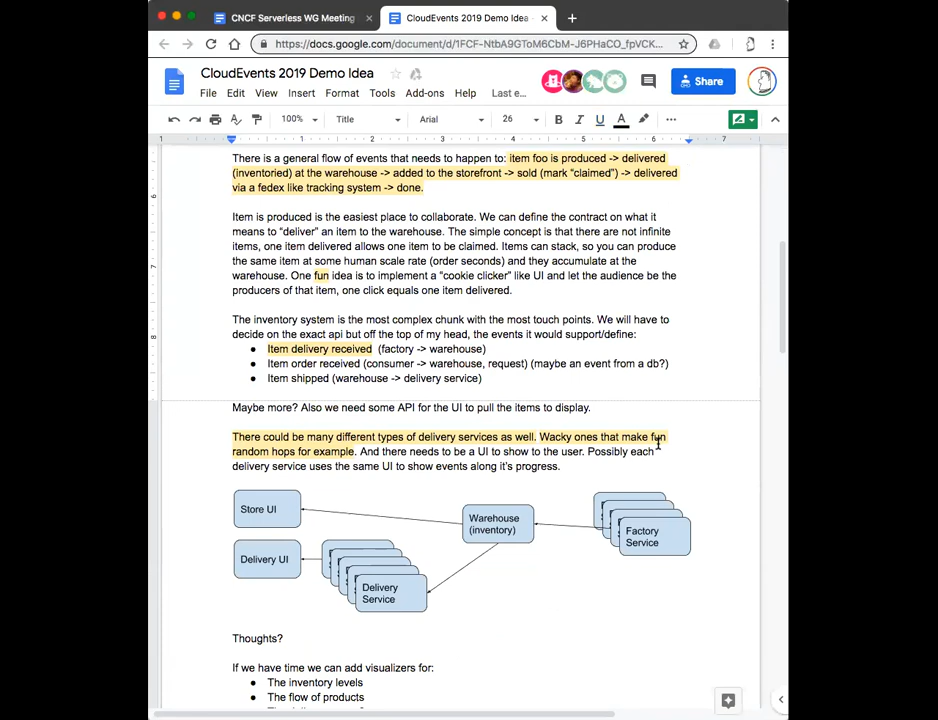 CNCF Serverless WG Meeting
CloudEvents 2019 Demo Idea
https://docs.google.com/document/d/1FCF-NtbA9GToM6CbM-J6PHaCO_fpVCK...
CloudEvents 2019 Demo Idea
File Edit View Insert Format Tools Add-ons Help Last e...
Share
100% Title Arial 26 B I U A
1 1 2 3 4 5 6 7
There is a general flow of events that needs to happen to: item foo is produced -> delivered
(inventoried) at the warehouse -> added to the storefront -> sold (mark “claimed”) -> delivered
via a fedex like tracking system -> done.
Item is produced is the easiest place to collaborate. We can define the contract on what it
means to “deliver” an item to the warehouse. The simple concept is that there are not infinite
items, one item delivered allows one item to be claimed. Items can stack, so you can produce
the same item at some human scale rate (order seconds) and they accumulate at the
warehouse. One fun idea is to implement a “cookie clicker” like UI and let the audience be the
producers of that item, one click equals one item delivered.
The inventory system is the most complex chunk with the most touch points. We will have to
decide on the exact api but off the top of my head, the events it would support/define:
● Item delivery received (factory -> warehouse)
● Item order received (consumer -> warehouse, request) (maybe an event from a db?)
● Item shipped (warehouse -> delivery service)
Maybe more? Also we need some API for the UI to pull the items to display.
There could be many different types of delivery services as well. Wacky ones that make fun
random hops for example. And there needs to be a UI to show to the user. Possibly each
delivery service uses the same UI to show events along it’s progress.
Store UI
Warehouse
(inventory)
Factory
Service
Delivery UI
Delivery
Service
Thoughts?
If we have time we can add visualizers for:
● The inventory levels
● The flow of products